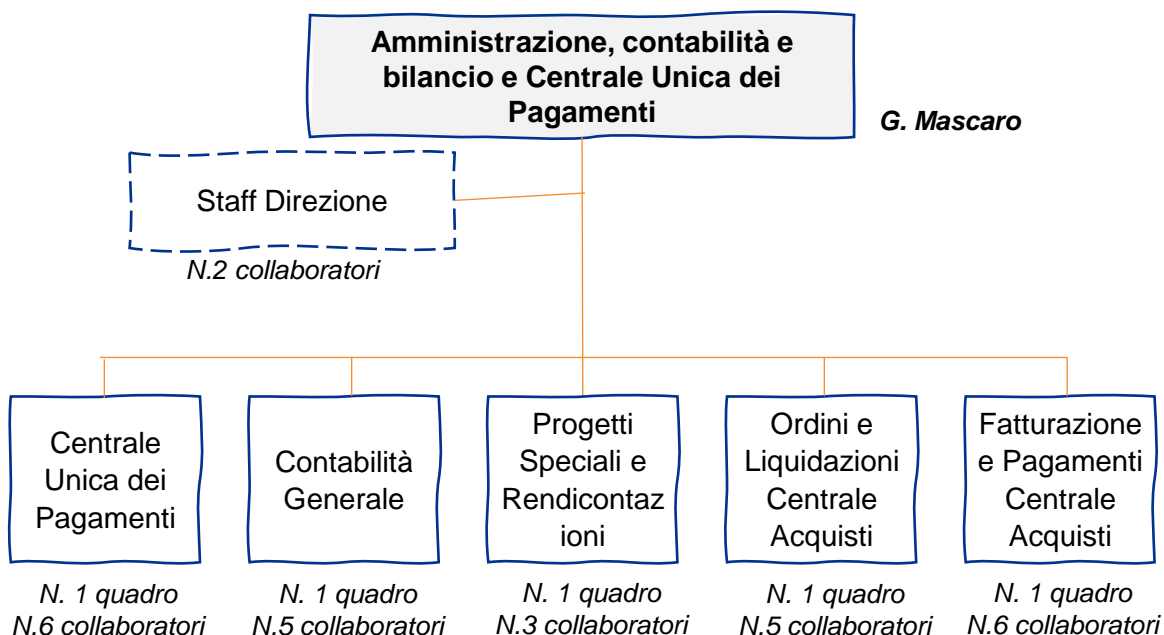 Amministrazione, contabilità e
bilancio e Centrale Unica dei
Pagamenti
G. Mascaro
Staff Direzione
N.2 collaboratori
Centrale
Unica dei
Pagamenti
N. 1 quadro
N.6 collaboratori
Contabilità
Generale
N. 1 quadro
N.5 collaboratori
Progetti
Speciali e
Rendicontaz
ioni
N. 1 quadro
N.3 collaboratori
Ordini e
Liquidazioni
Centrale
Acquisti
N. 1 quadro
N.5 collaboratori
Fatturazione
e Pagamenti
Centrale
Acquisti
N. 1 quadro
N.6 collaboratori